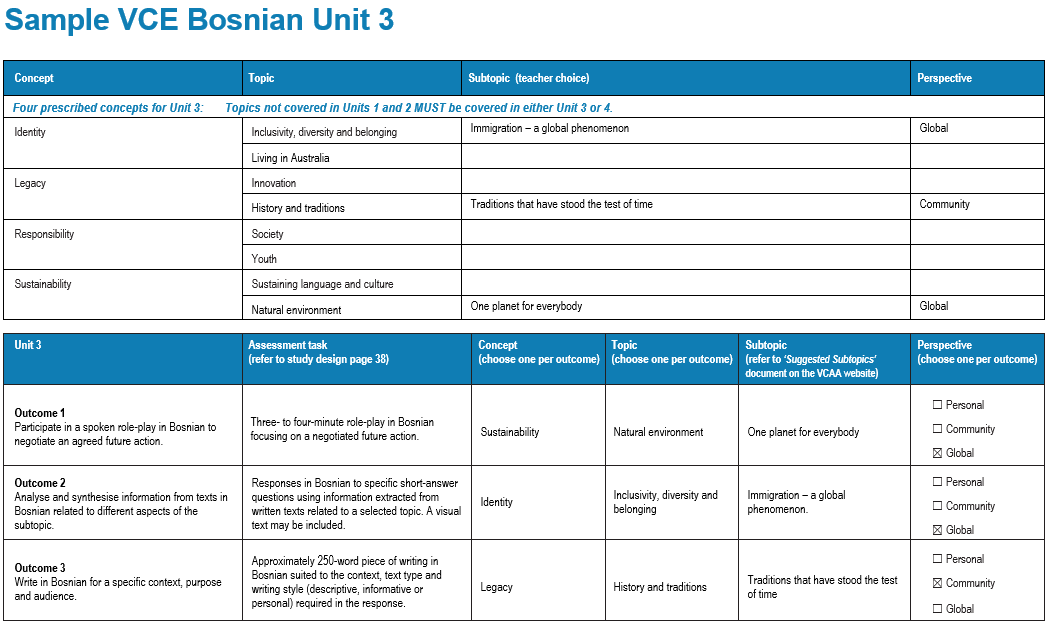 Sample VCE Bosnian Unit 3
Concept Topic Subtopic (teacher choice) Perspective
Four prescribed concepts for Unit 3: Topics not covered in Units 1 and 2 MUST be covered in either Unit 3 or 4.
Identity Inclusivity, diversity and belonging Immigration – a global phenomenon Global
Living in Australia
Legacy Innovation
History and traditions Traditions that have stood the test of time Community
Responsibility Society
Youth
Sustainability Sustaining language and culture
Natural environment One planet for everybody Global
Unit 3
Assessment task
(refer to study design page 38)
Concept
(choose one per outcome)
Topic
(choose one per outcome)
Subtopic
(refer to 'Suggested Subtopics'
document on the VCAA website)
Perspective
(choose one per outcome)
Outcome 1
Participate in a spoken role-play in Bosnian to
negotiate an agreed future action.
Three- to four-minute role-play in Bosnian
focusing on a negotiated future action.
Sustainability
Natural environment
One planet for everybody
☐ Personal
☐ Community
☒ Global
Outcome 2
Analyse and synthesise information from texts in
Bosnian related to different aspects of the
subtopic.
Responses in Bosnian to specific short-answer
questions using information extracted from
written texts related to a selected topic. A visual
text may be included.
Identity
Inclusivity, diversity and
belonging
Immigration – a global
phenomenon.
☐ Personal
☐ Community
☒ Global
Outcome 3
Write in Bosnian for a specific context, purpose
and audience.
Approximately 250-word piece of writing in
Bosnian suited to the context, text type and
writing style (descriptive, informative or
personal) required in the response.
Legacy
History and traditions
Traditions that have stood the test
of time
☐ Personal
☒ Community
☐ Global